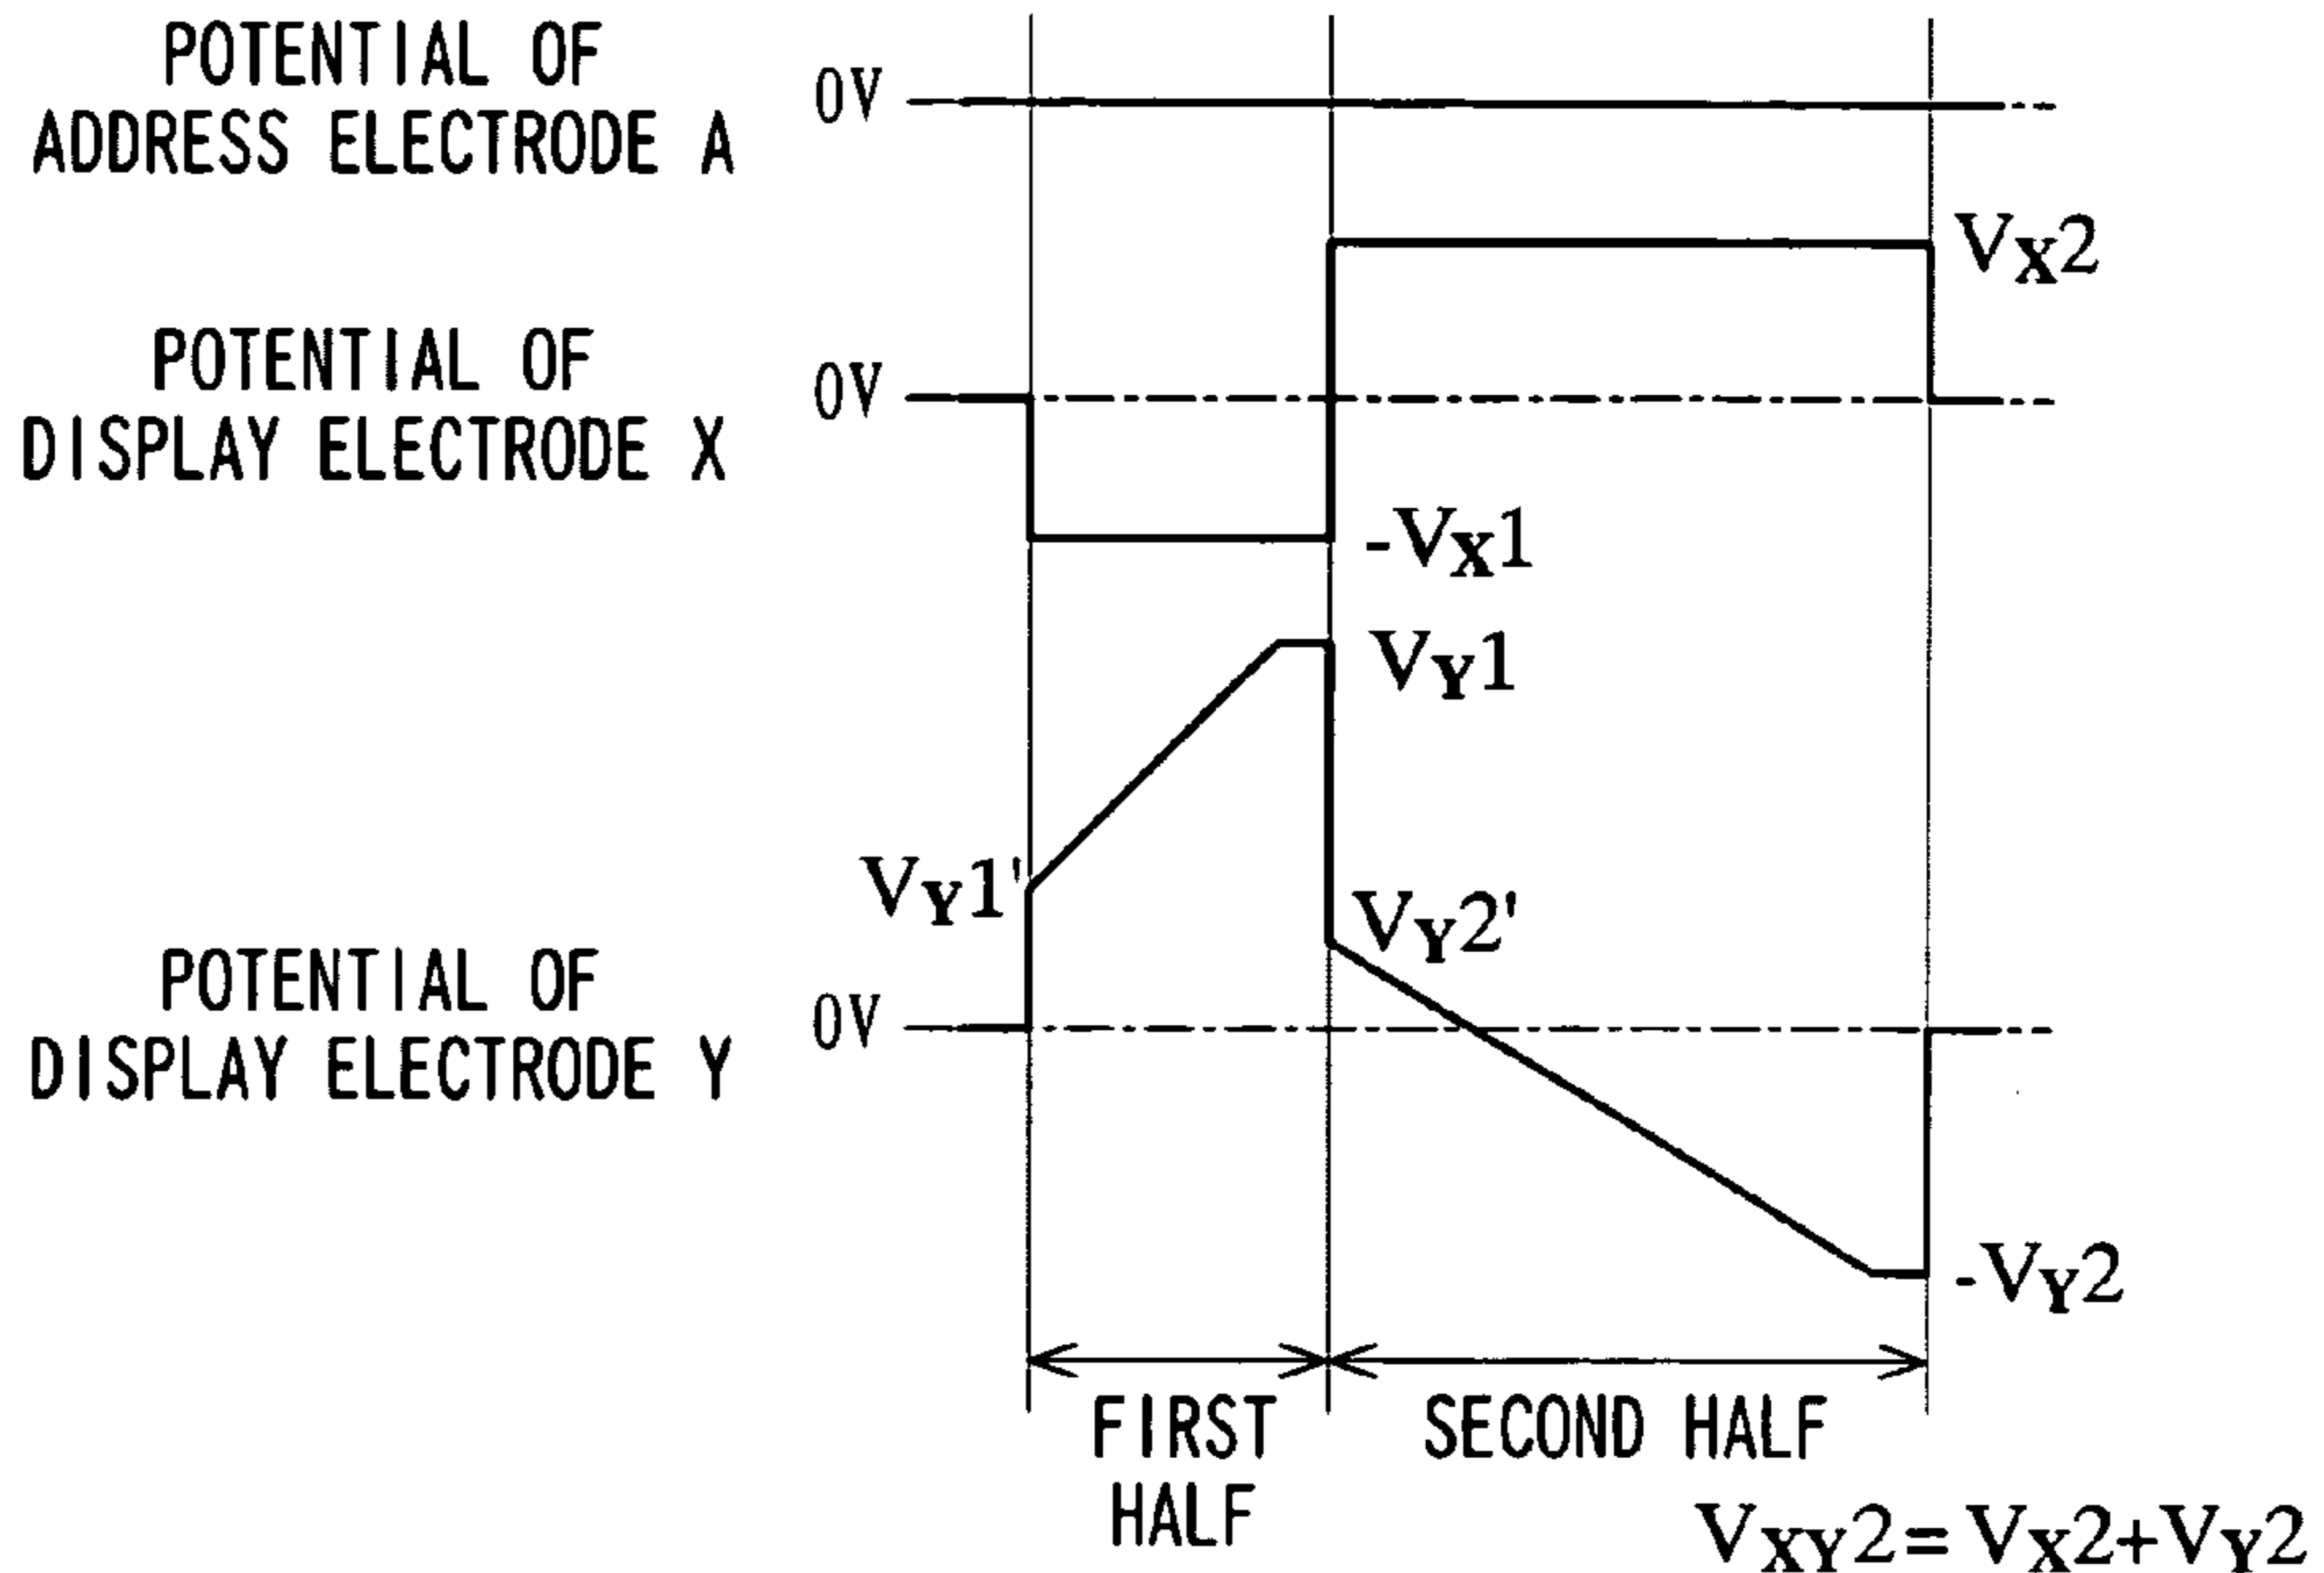 POTENTIAL OF
ADDRESS ELECTRODE A
0V
VX2
POTENTIAL OF
DISPLAY ELECTRODE X
0V
-VX1
VY1
VY1'
VY2'
POTENTIAL OF
DISPLAY ELECTRODE Y
0V
-VY2
FIRST
HALF
SECOND HALF
VXY2=VX2+VY2